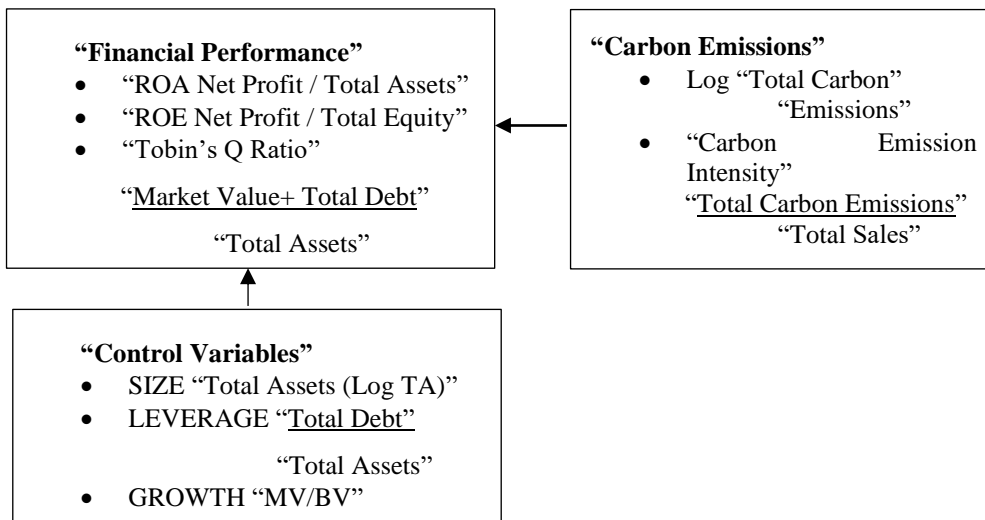 “Financial Performance”
• “ROA Net Profit / Total Assets”
• “ROE Net Profit / Total Equity”
• “Tobin’s Q Ratio”
“Market Value+ Total Debt”
“Total Assets”
“Carbon Emissions”
• Log “Total Carbon”
“Emissions”
• “Carbon Emission
Intensity”
“Total Carbon Emissions”
“Total Sales”
“Control Variables”
• SIZE “Total Assets (Log TA)”
• LEVERAGE “Total Debt”
“Total Assets”
• GROWTH “MV/BV”